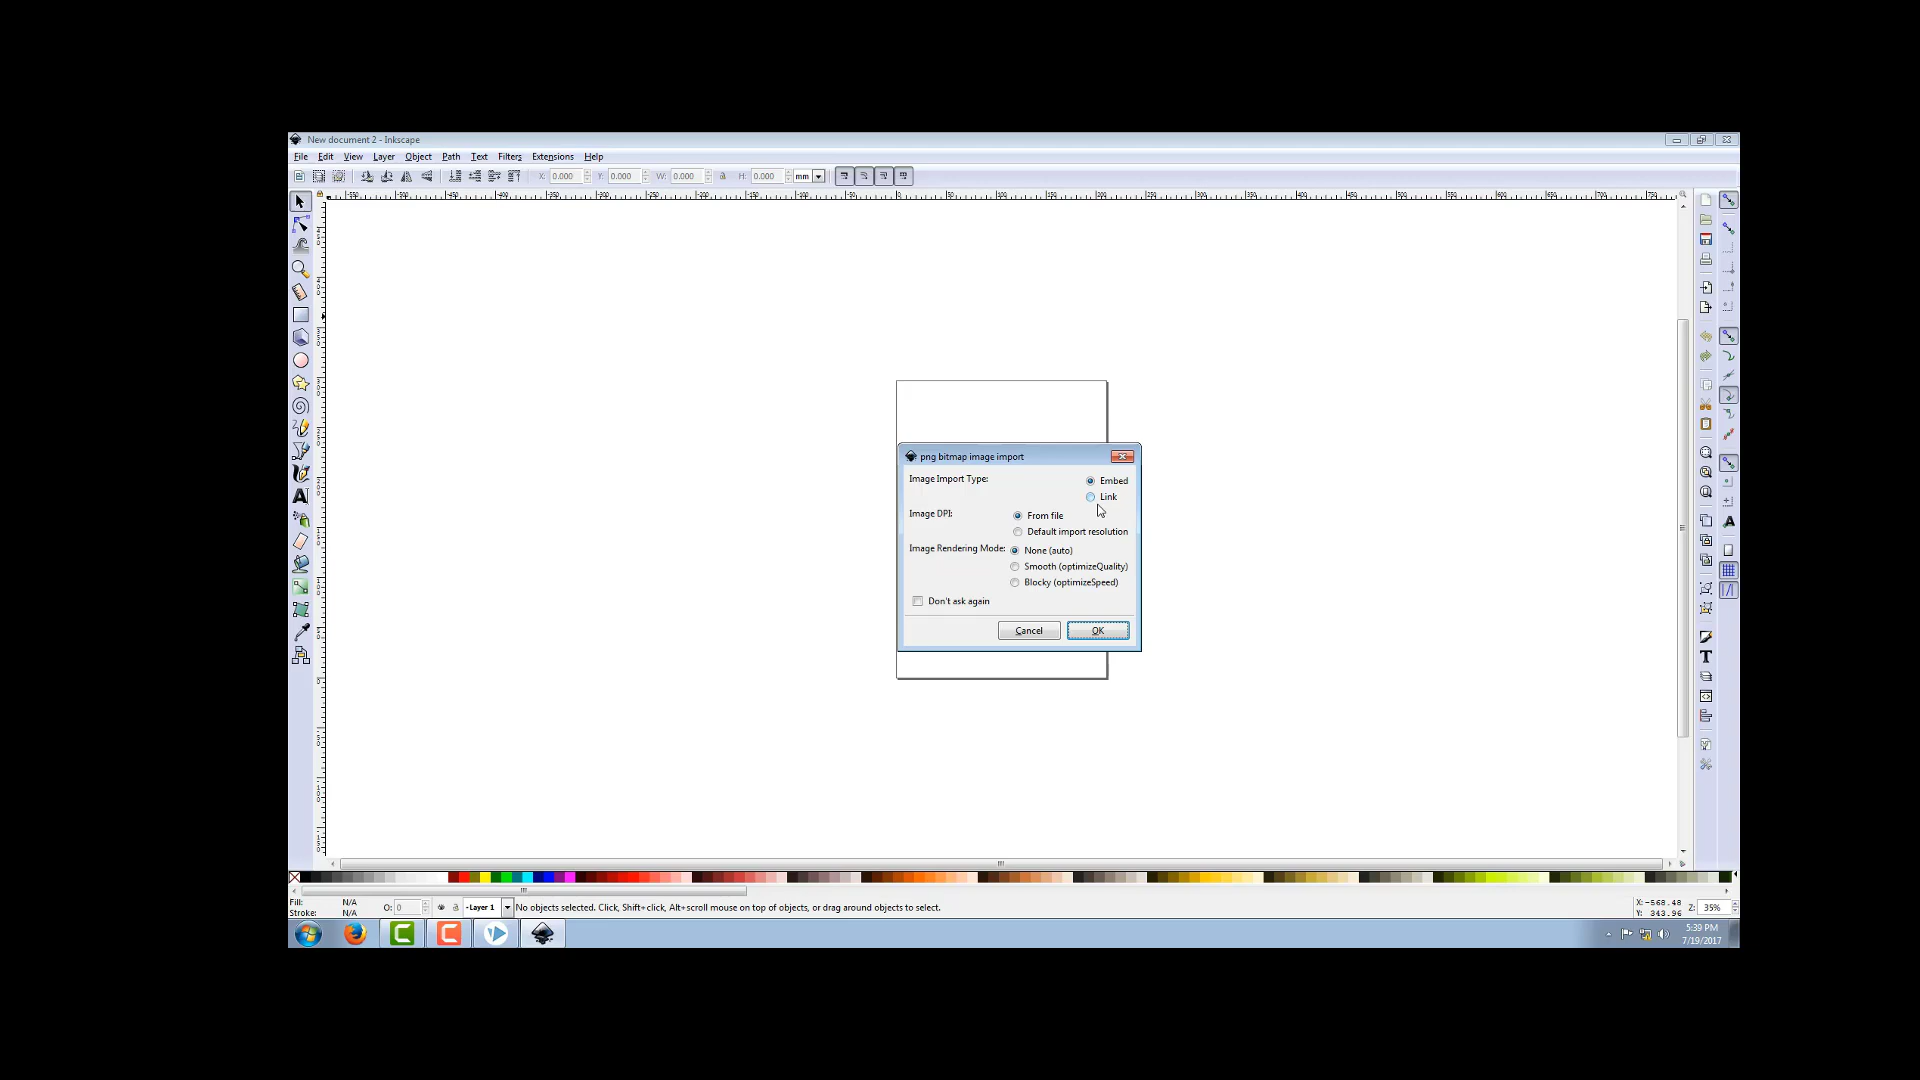 New document 2 - Inkscape
File Edit View Layer Object Path Text Filters Extensions Help
X: 0.000 Y: 0.000 W: 0.000 H: 0.000 mm
png bitmap image import
Image Import Type:
Embed
Link
Image DPI:
From file
Default import resolution
Image Rendering Mode:
None (auto)
Smooth (optimizeQuality)
Blocky (optimizeSpeed)
Don't ask again
Cancel OK
Fill: N/A
Stroke: N/A
O: 0
-Layer 1
No objects selected. Click, Shift+click, Alt+scroll mouse on top of objects, or drag around objects to select.
X: -568.48
Y: 343.96
Z: 35%
5:39 PM
7/19/2017